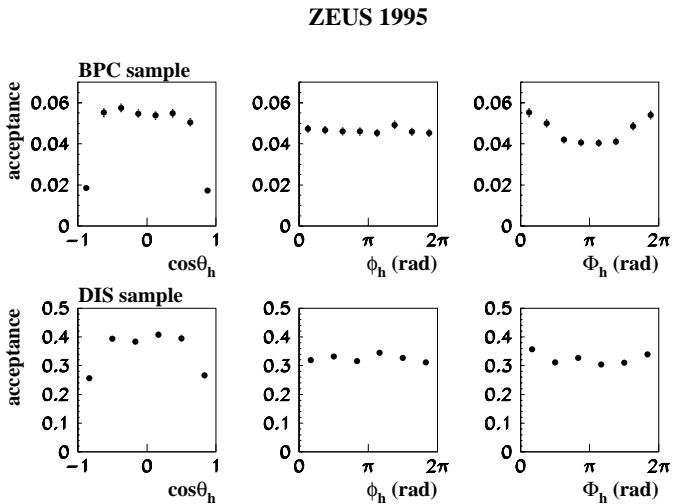 ZEUS 1995
BPC sample
acceptance
0.06
0.04
0.02
0
-1 0 1
cosθh
0.06
0.04
0.02
0
0 π 2π
ϕh (rad)
0.06
0.04
0.02
0
0 π 2π
Φh (rad)
DIS sample
acceptance
0.5
0.4
0.3
0.2
0.1
0
-1 0 1
cosθh
0.5
0.4
0.3
0.2
0.1
0
0 π 2π
ϕh (rad)
0.5
0.4
0.3
0.2
0.1
0
0 π 2π
Φh (rad)